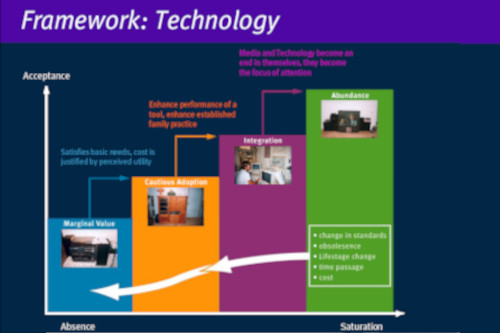 Framework: Technology
Media and Technology become an
end in themselves, they become
the focus of attention
Acceptance
Abundance
Enhance performance of a
tool, enhance established
family practice
Integration
Satisfies basic needs, cost is
justified by perceived utility
Cautious Adoption
Marginal Value
• change in standards
• obsolesence
• Lifestage change
• time passage
• cost
Absence
Saturation